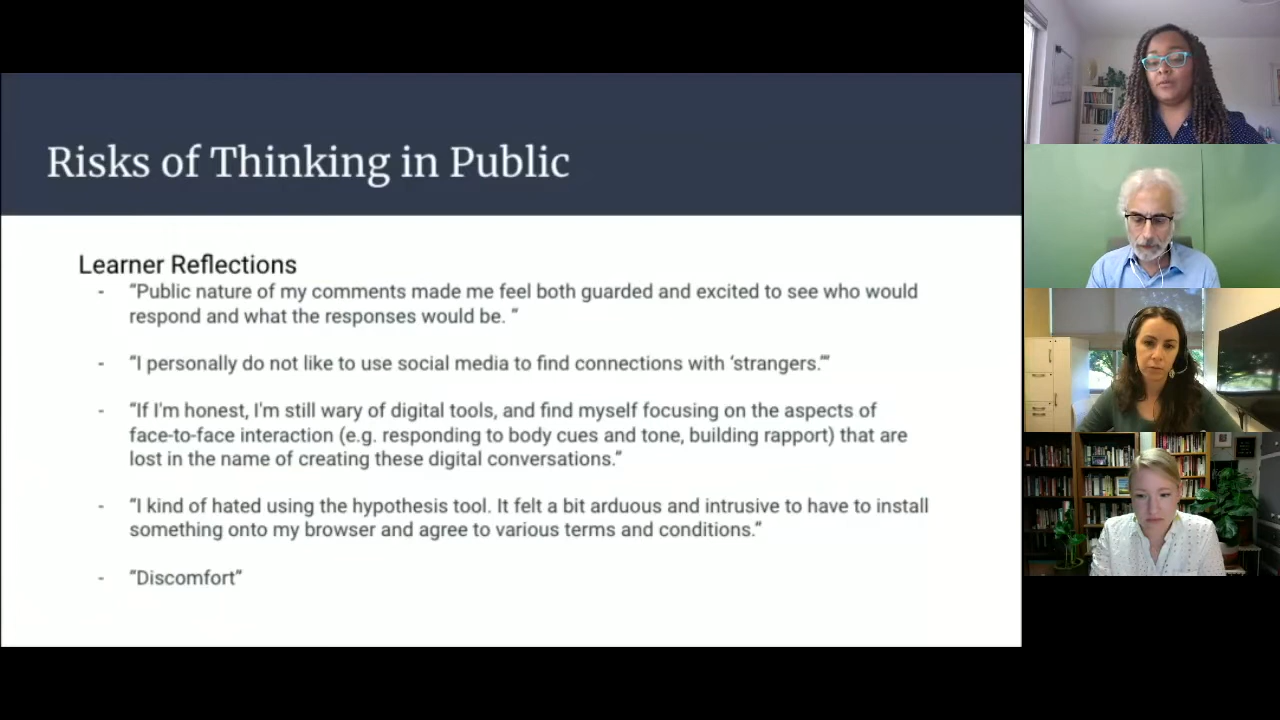 Risks of Thinking in Public
Learner Reflections
- “Public nature of my comments made me feel both guarded and excited to see who would
respond and what the responses would be. ”
- “I personally do not like to use social media to find connections with ‘strangers.’”
- “If I'm honest, I'm still wary of digital tools, and find myself focusing on the aspects of
face-to-face interaction (e.g. responding to body cues and tone, building rapport) that are
lost in the name of creating these digital conversations.”
- “I kind of hated using the hypothesis tool. It felt a bit arduous and intrusive to have to install
something onto my browser and agree to various terms and conditions.”
- “Discomfort”